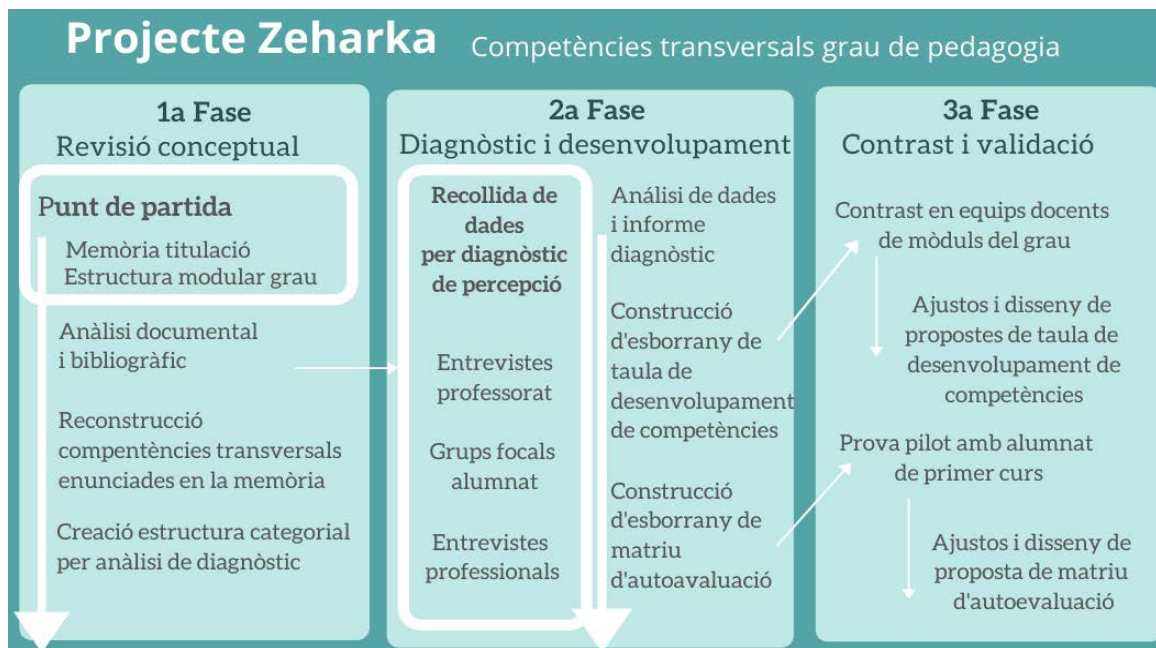 Projecte Zeharka
Competències transversals grau de pedagogia
1a Fase
Revisió conceptual
Punt de partida
Memòria titulació
Estructura modular grau
Anàlisi documental
i bibliogràfic
Reconstrucció
compentències transversals
enunciades en la memòria
Creació estructura categorial
per anàlisi de diagnòstic
2a Fase
Diagnòstic i desenvolupament
Recollida de
dades
per diagnòstic
de percepció
Entrevistes
professorat
Grups focals
alumnat
Entrevistes
professionals
Análisi de dades
i informe
diagnòstic
Construcció
d'esborrany de
taula de
desenvolupament
de competències
Construcció
d'esborrany de
matriu
d'autoavaluació
3a Fase
Contrast i validació
Contrast en equips docents
de mòduls del grau
Ajustos i disseny de
propostes de taula de
desenvolupament de
competències
Prova pilot amb alumnat
de primer curs
Ajustos i disseny de
proposta de matriu
d'autoevaluació